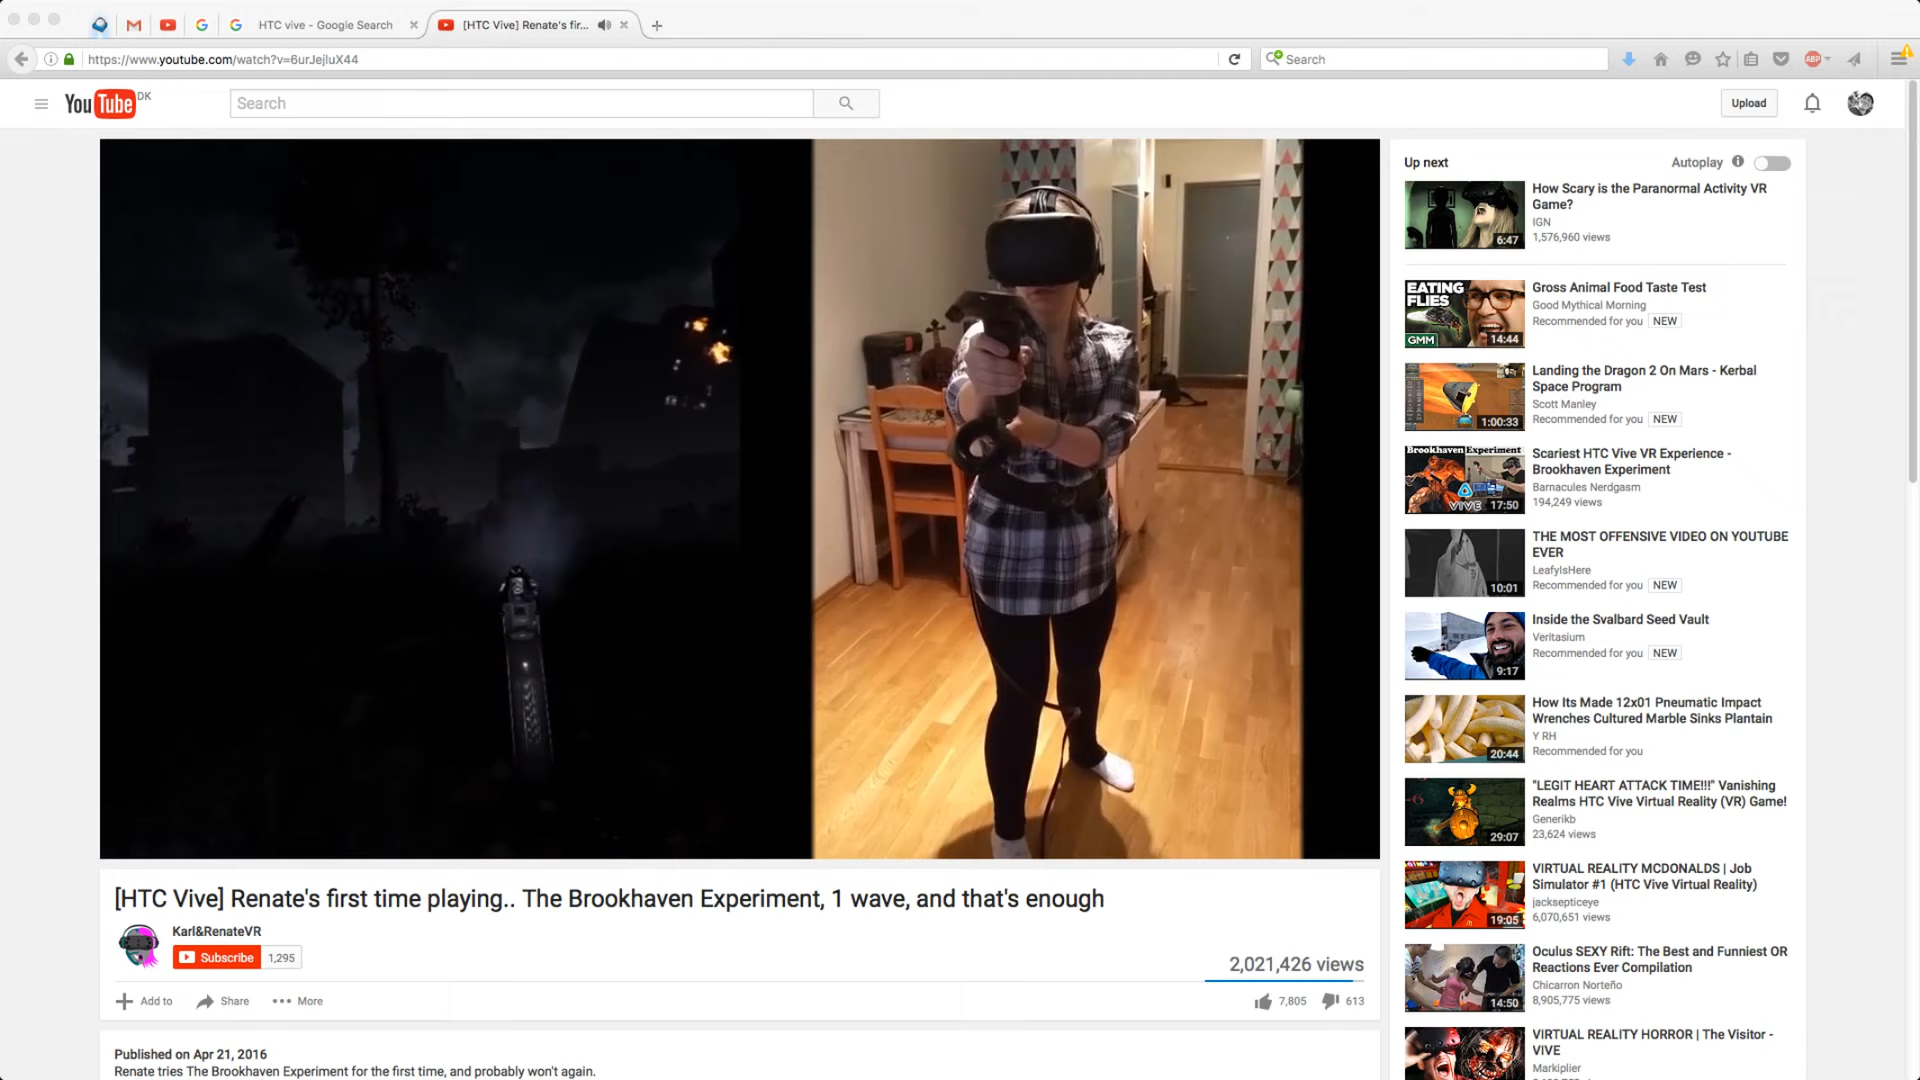 HTC vive - Google Search
[HTC Vive] Renate's fir...
https://www.youtube.com/watch?v=6urJejluX44
Search
ABP
YouTube DK
Search
Upload
Up next
Autoplay
How Scary is the Paranormal Activity VR
Game?
IGN
1,576,960 views
6:47
EATING
FLIES
GMM
14:44
Gross Animal Food Taste Test
Good Mythical Morning
Recommended for you NEW
1:00:33
Landing the Dragon 2 On Mars - Kerbal
Space Program
Scott Manley
Recommended for you NEW
Brookhaven Experiment
VIVE
17:50
Scariest HTC Vive VR Experience -
Brookhaven Experiment
Barnacules Nerdgasm
194,249 views
10:01
THE MOST OFFENSIVE VIDEO ON YOUTUBE
EVER
LeafyIsHere
Recommended for you NEW
9:17
Inside the Svalbard Seed Vault
Veritasium
Recommended for you NEW
20:44
How Its Made 12x01 Pneumatic Impact
Wrenches Cultured Marble Sinks Plantain
Y RH
Recommended for you
29:07
"LEGIT HEART ATTACK TIME!!!" Vanishing
Realms HTC Vive Virtual Reality (VR) Game!
Generikb
23,624 views
19:05
VIRTUAL REALITY MCDONALDS | Job
Simulator #1 (HTC Vive Virtual Reality)
jacksepticeye
6,070,651 views
14:50
Oculus SEXY Rift: The Best and Funniest OR
Reactions Ever Compilation
Chicarron Norteño
8,905,775 views
VIRTUAL REALITY HORROR | The Visitor -
VIVE
Markiplier
[HTC Vive] Renate's first time playing.. The Brookhaven Experiment, 1 wave, and that's enough
Karl&RenateVR
Subscribe 1,295
2,021,426 views
Add to Share More
7,805 613
Published on Apr 21, 2016
Renate tries The Brookhaven Experiment for the first time, and probably won't again.